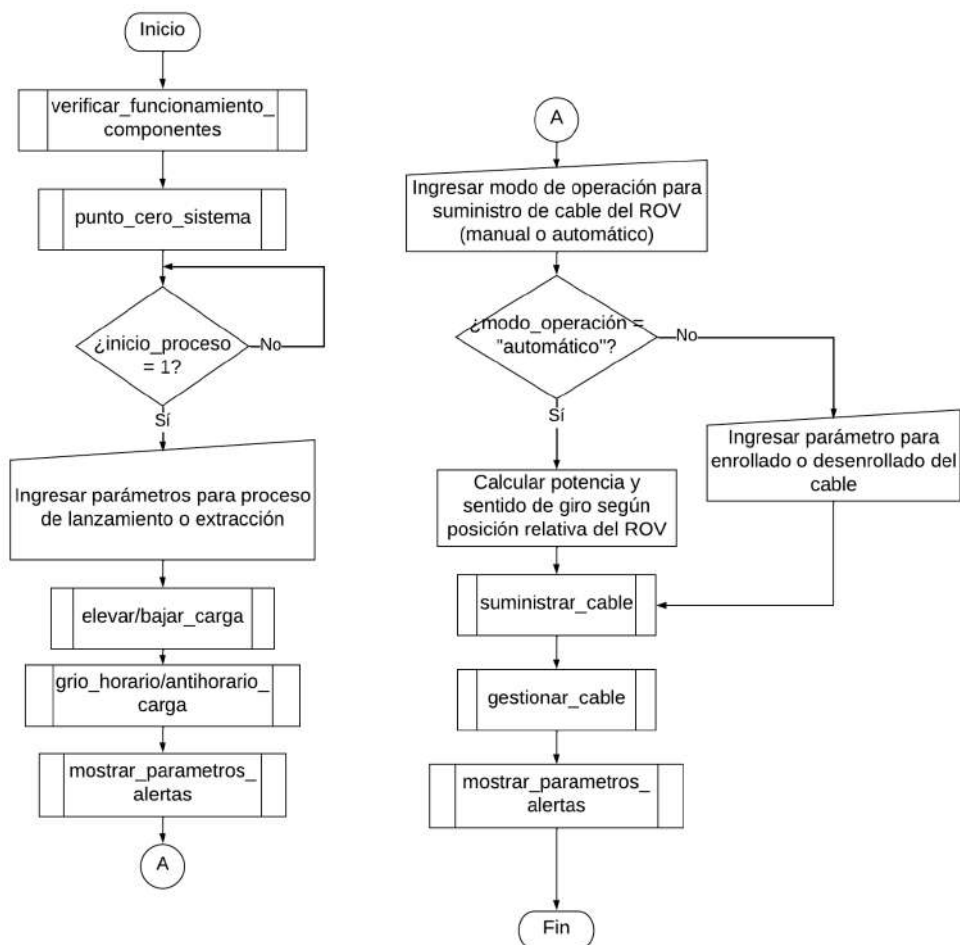 Inicio
verificar_funcionamiento_
componentes
punto_cero_sistema
¿inicio_proceso
= 1?
No
Sí
Ingresar parámetros para proceso
de lanzamiento o extracción
elevar/bajar_carga
grio_horario/antihorario_
carga
mostrar_parametros_
alertas
A
A
Ingresar modo de operación para
suministro de cable del ROV
(manual o automático)
¿modo_operación =
"automático"?
No
Sí
Ingresar parámetro para
enrollado o desenrollado del
cable
Calcular potencia y
sentido de giro según
posición relativa del ROV
suministrar_cable
gestionar_cable
mostrar_parametros_
alertas
Fin